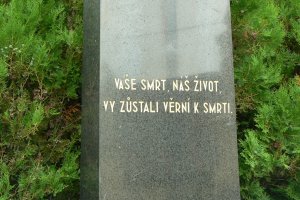 VAŠE SMRT, NÁŠ ŽIVOT,
VY ZŮSTALI VĚRNÍ K SMRTI.